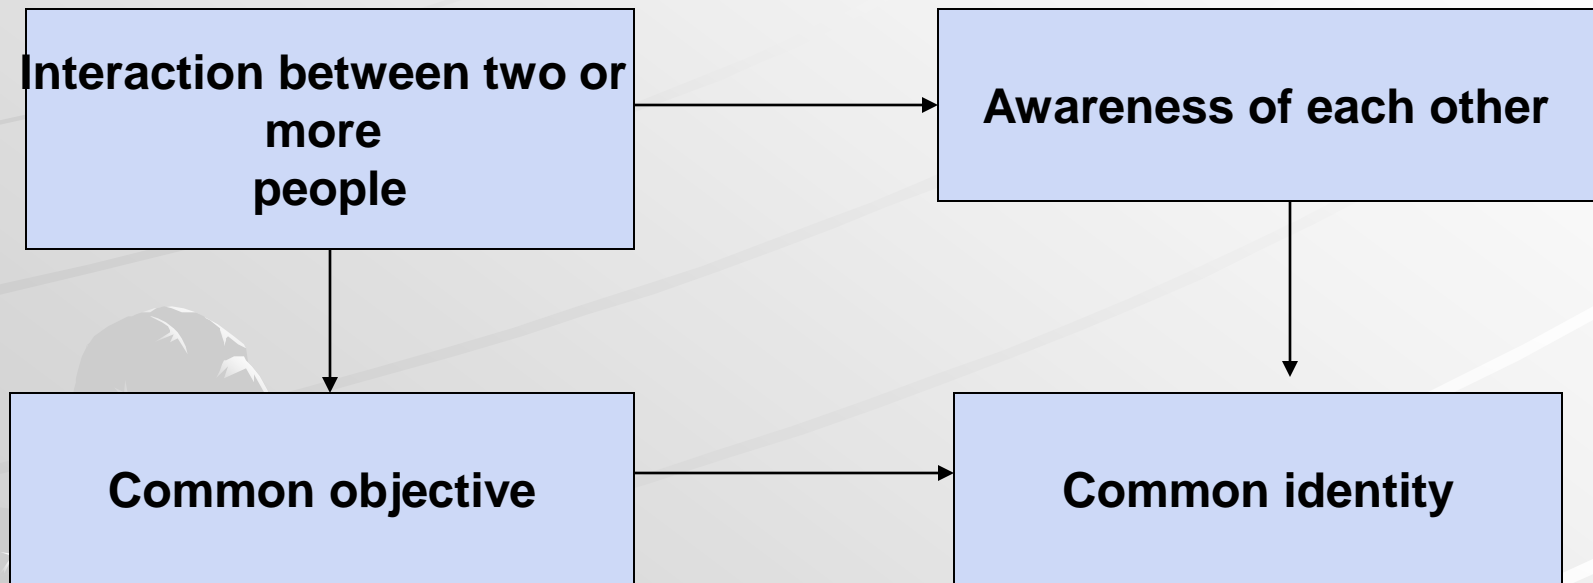 Interaction between two or
more
people
Awareness of each other
Common objective
Common identity